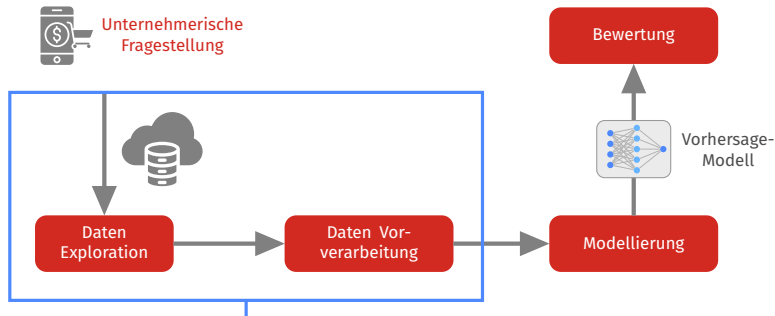 Unternehmerische
Fragestellung
Bewertung
Vorhersage-
Modell
Daten
Exploration
Daten Vor-
verarbeitung
Modellierung